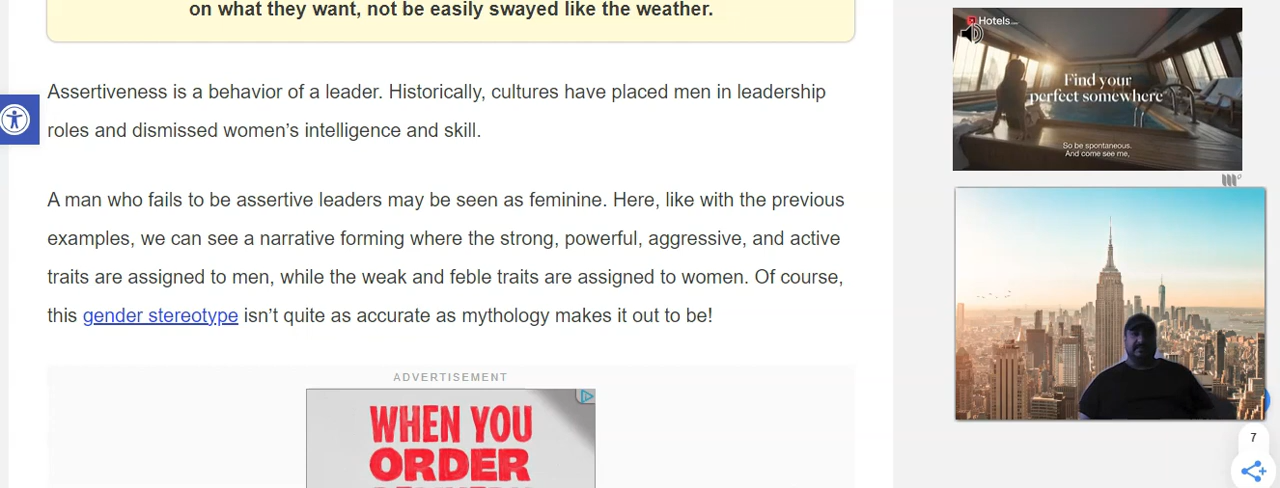 on what they want, not be easily swayed like the weather.
Assertiveness is a behavior of a leader. Historically, cultures have placed men in leadership
roles and dismissed women’s intelligence and skill.
A man who fails to be assertive leaders may be seen as feminine. Here, like with the previous
examples, we can see a narrative forming where the strong, powerful, aggressive, and active
traits are assigned to men, while the weak and feble traits are assigned to women. Of course,
this gender stereotype isn’t quite as accurate as mythology makes it out to be!
ADVERTISEMENT
WHEN YOU
ORDER
Hotels
Find your
perfect somewhere
So be spontaneous.
And come see me,
7